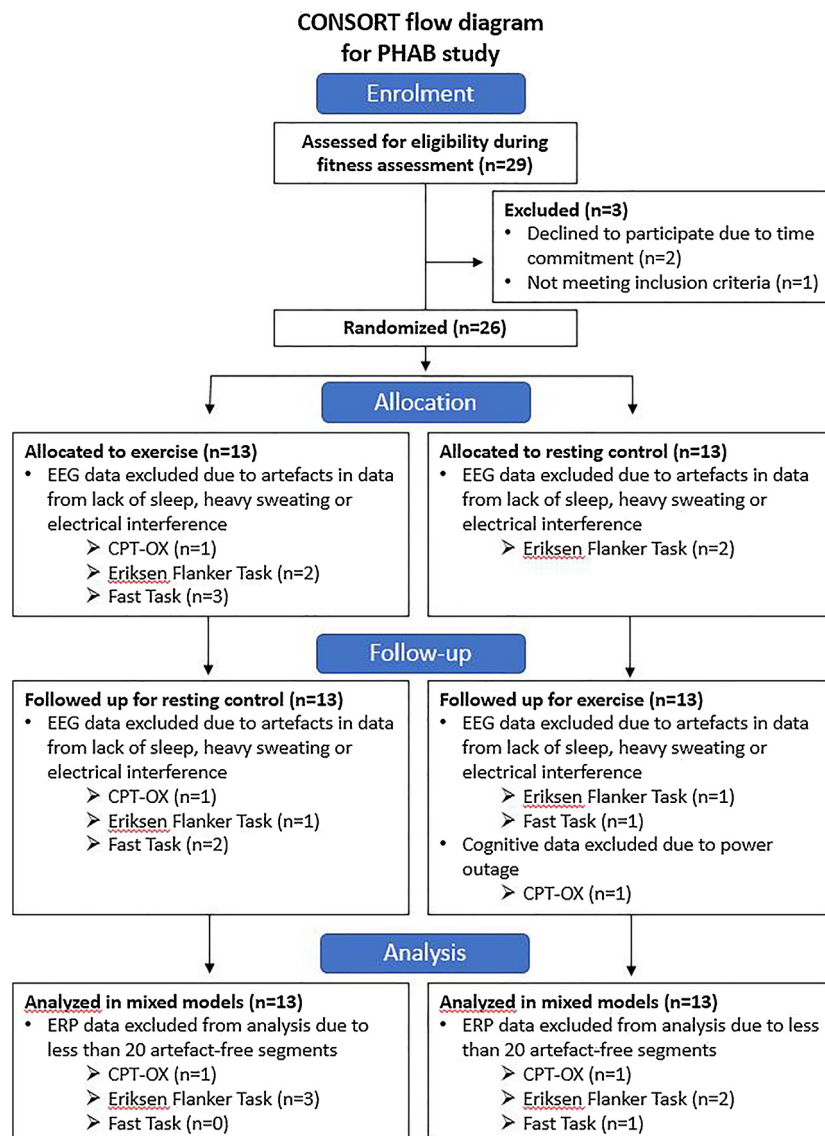 CONSORT flow diagram
for PHAB study
Enrolment
Assessed for eligibility during
fitness assessment (n=29)
Excluded (n=3)
• Declined to participate due to time
commitment (n=2)
• Not meeting inclusion criteria (n=1)
Randomized (n=26)
Allocation
Allocated to exercise (n=13)
• EEG data excluded due to artefacts in data
from lack of sleep, heavy sweating or
electrical interference
➢ CPT-OX (n=1)
➢ Eriksen Flanker Task (n=2)
➢ Fast Task (n=3)
Allocated to resting control (n=13)
• EEG data excluded due to artefacts in data
from lack of sleep, heavy sweating or
electrical interference
➢ Eriksen Flanker Task (n=2)
Follow-up
Followed up for resting control (n=13)
• EEG data excluded due to artefacts in data
from lack of sleep, heavy sweating or
electrical interference
➢ CPT-OX (n=1)
➢ Eriksen Flanker Task (n=1)
➢ Fast Task (n=2)
Followed up for exercise (n=13)
• EEG data excluded due to artefacts in data
from lack of sleep, heavy sweating or
electrical interference
➢ Eriksen Flanker Task (n=1)
➢ Fast Task (n=1)
• Cognitive data excluded due to power
outage
➢ CPT-OX (n=1)
Analysis
Analyzed in mixed models (n=13)
• ERP data excluded from analysis due to
less than 20 artefact-free segments
➢ CPT-OX (n=1)
➢ Eriksen Flanker Task (n=3)
➢ Fast Task (n=0)
Analyzed in mixed models (n=13)
• ERP data excluded from analysis due to less
than 20 artefact-free segments
➢ CPT-OX (n=1)
➢ Eriksen Flanker Task (n=2)
➢ Fast Task (n=1)